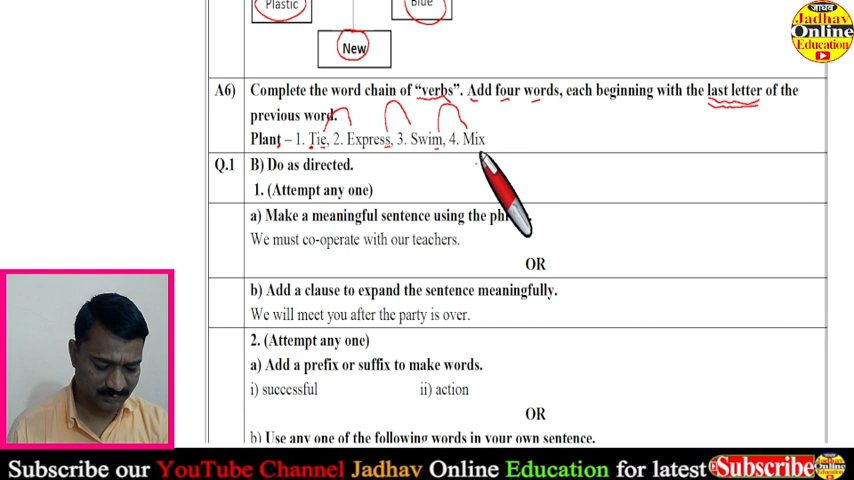 Plastic
Blue
New
जाधव
Jadhav
Online
Education
A6) Complete the word chain of “verbs”. Add four words, each beginning with the last letter of the
previous word.
Plant – 1. Tie, 2. Express, 3. Swim, 4. Mix
Q.1 B) Do as directed.
1. (Attempt any one)
a) Make a meaningful sentence using the
We must co-operate with our teachers.
OR
b) Add a clause to expand the sentence meaningfully.
We will meet you after the party is over.
2. (Attempt any one)
a) Add a prefix or suffix to make words.
i) successful ii) action
OR
b) Use any one of the following words in your own sentence.
Subscribe our YouTube Channel Jadhav Online Education for latest Subscribe